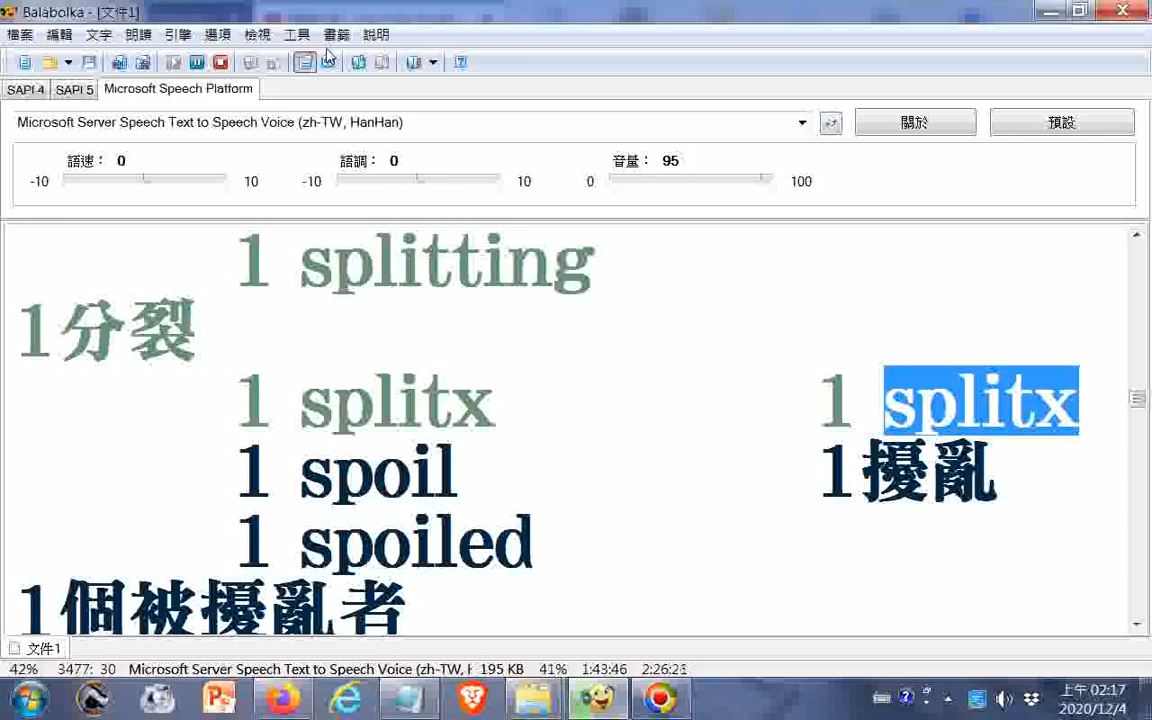 Balabolka - [文件1]
檔案 編輯 文字 朗讀 引擎 選項 檢視 工具 書籤 說明
SAPI 4 SAPI 5 Microsoft Speech Platform
Microsoft Server Speech Text to Speech Voice (zh-TW, HanHan) 關於 預設
語速： 0 語調： 0 音量： 95
-10 10 -10 10 0 100
1 splitting
1分裂
1 splitx 1 splitx
1 spoil 1擾亂
1 spoiled
1個被擾亂者
文件1
42% 3477: 30 Microsoft Server Speech Text to Speech Voice (zh-TW, H 195 KB 41% 1:43:46 2:26:21
上午 02:17
2020/12/4